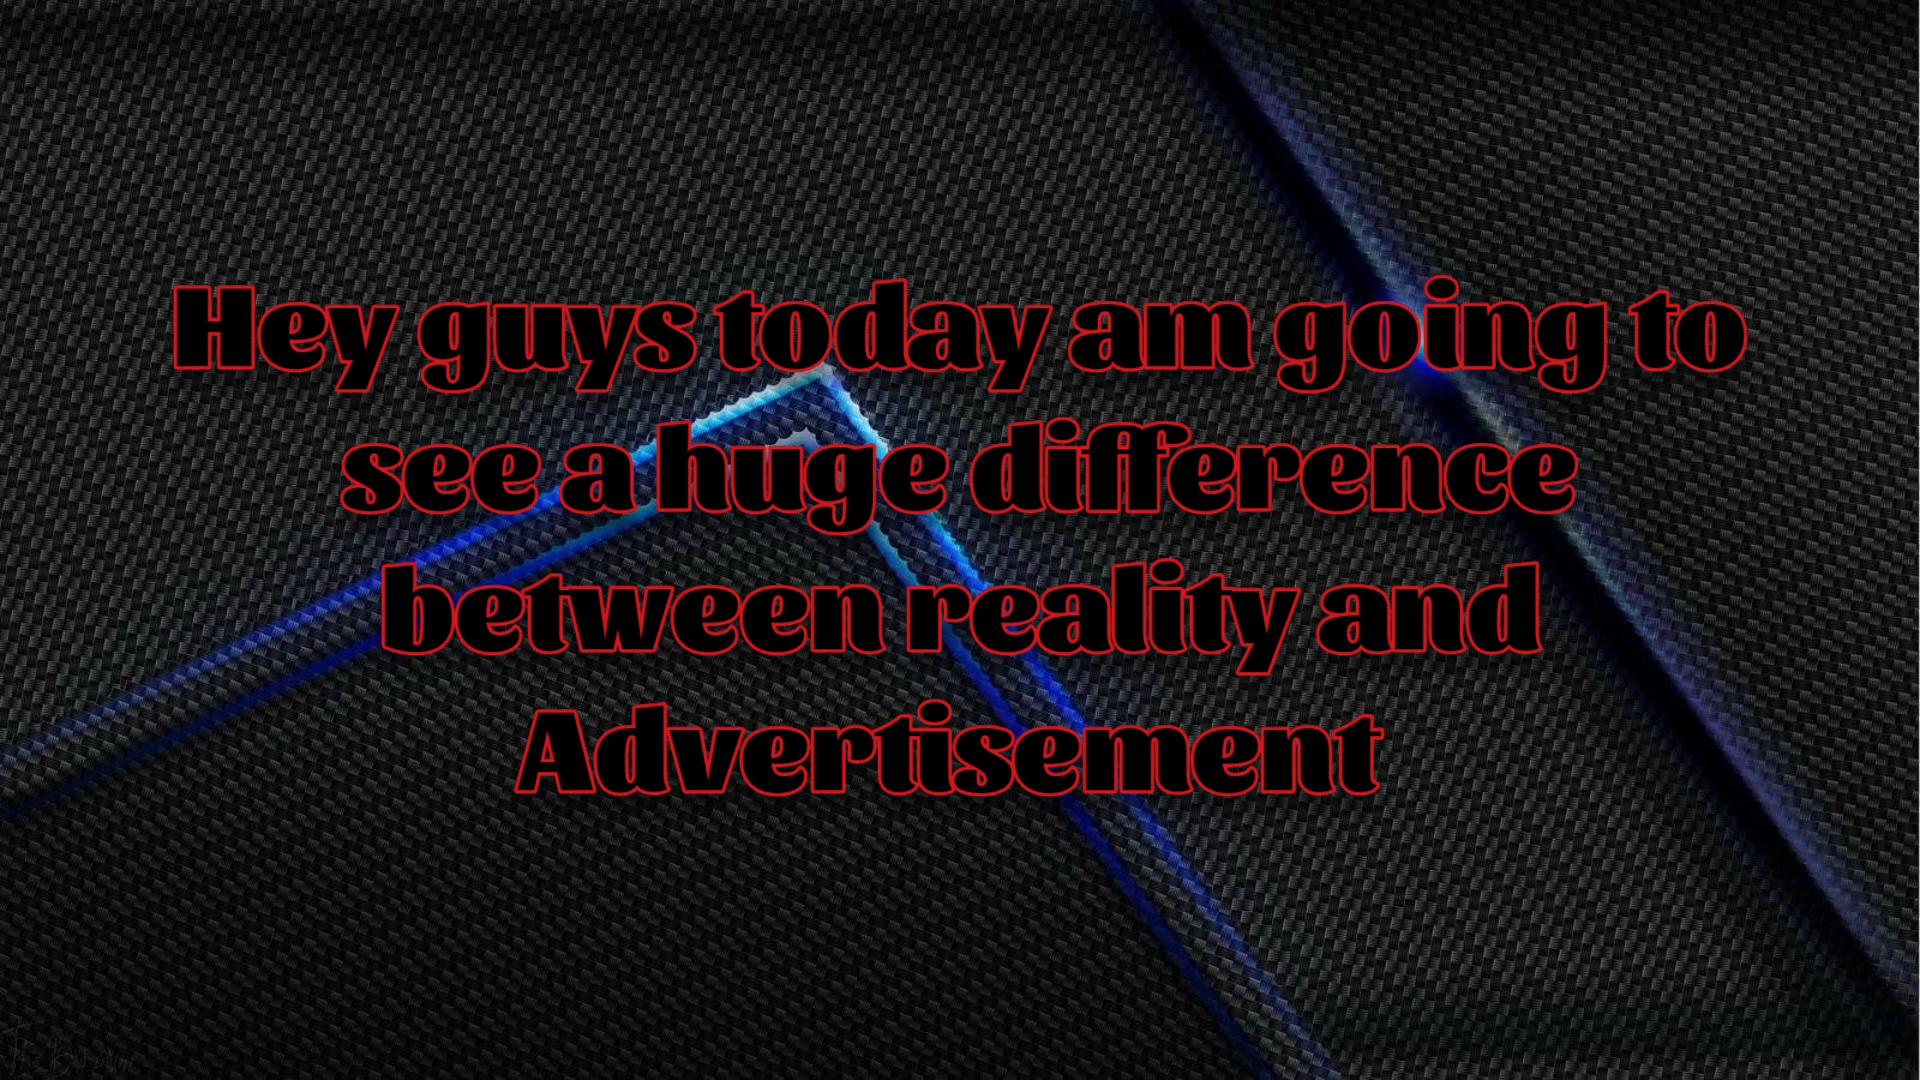 Hey guys today am going to
see a huge difference
between reality and
Advertisement